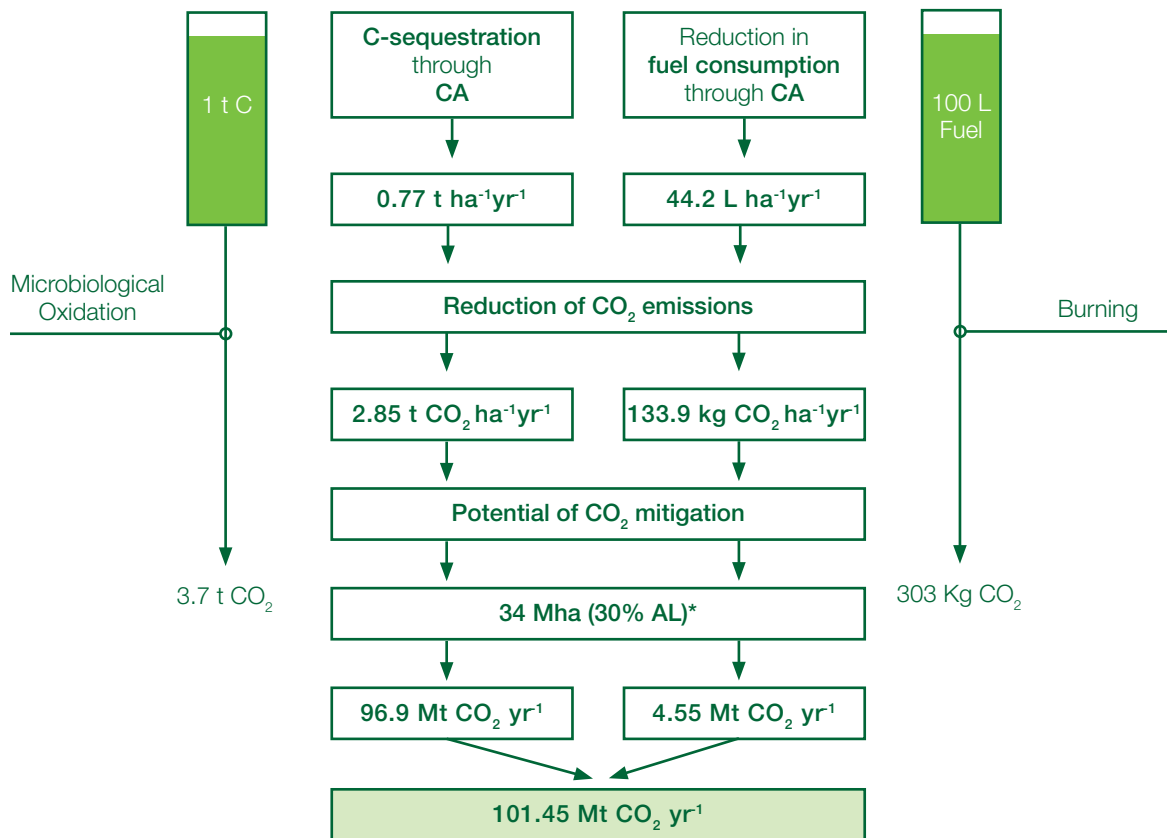 C-sequestration
through
CA
Reduction in
fuel consumption
through CA
1 t C
100 L
Fuel
0.77 t ha⁻¹yr⁻¹
44.2 L ha⁻¹yr⁻¹
Microbiological
Oxidation
Reduction of CO₂ emissions
Burning
2.85 t CO₂ ha⁻¹yr⁻¹
133.9 kg CO₂ ha⁻¹yr⁻¹
Potential of CO₂ mitigation
3.7 t CO₂
303 Kg CO₂
34 Mha (30% AL)*
96.9 Mt CO₂ yr⁻¹
4.55 Mt CO₂ yr⁻¹
101.45 Mt CO₂ yr⁻¹